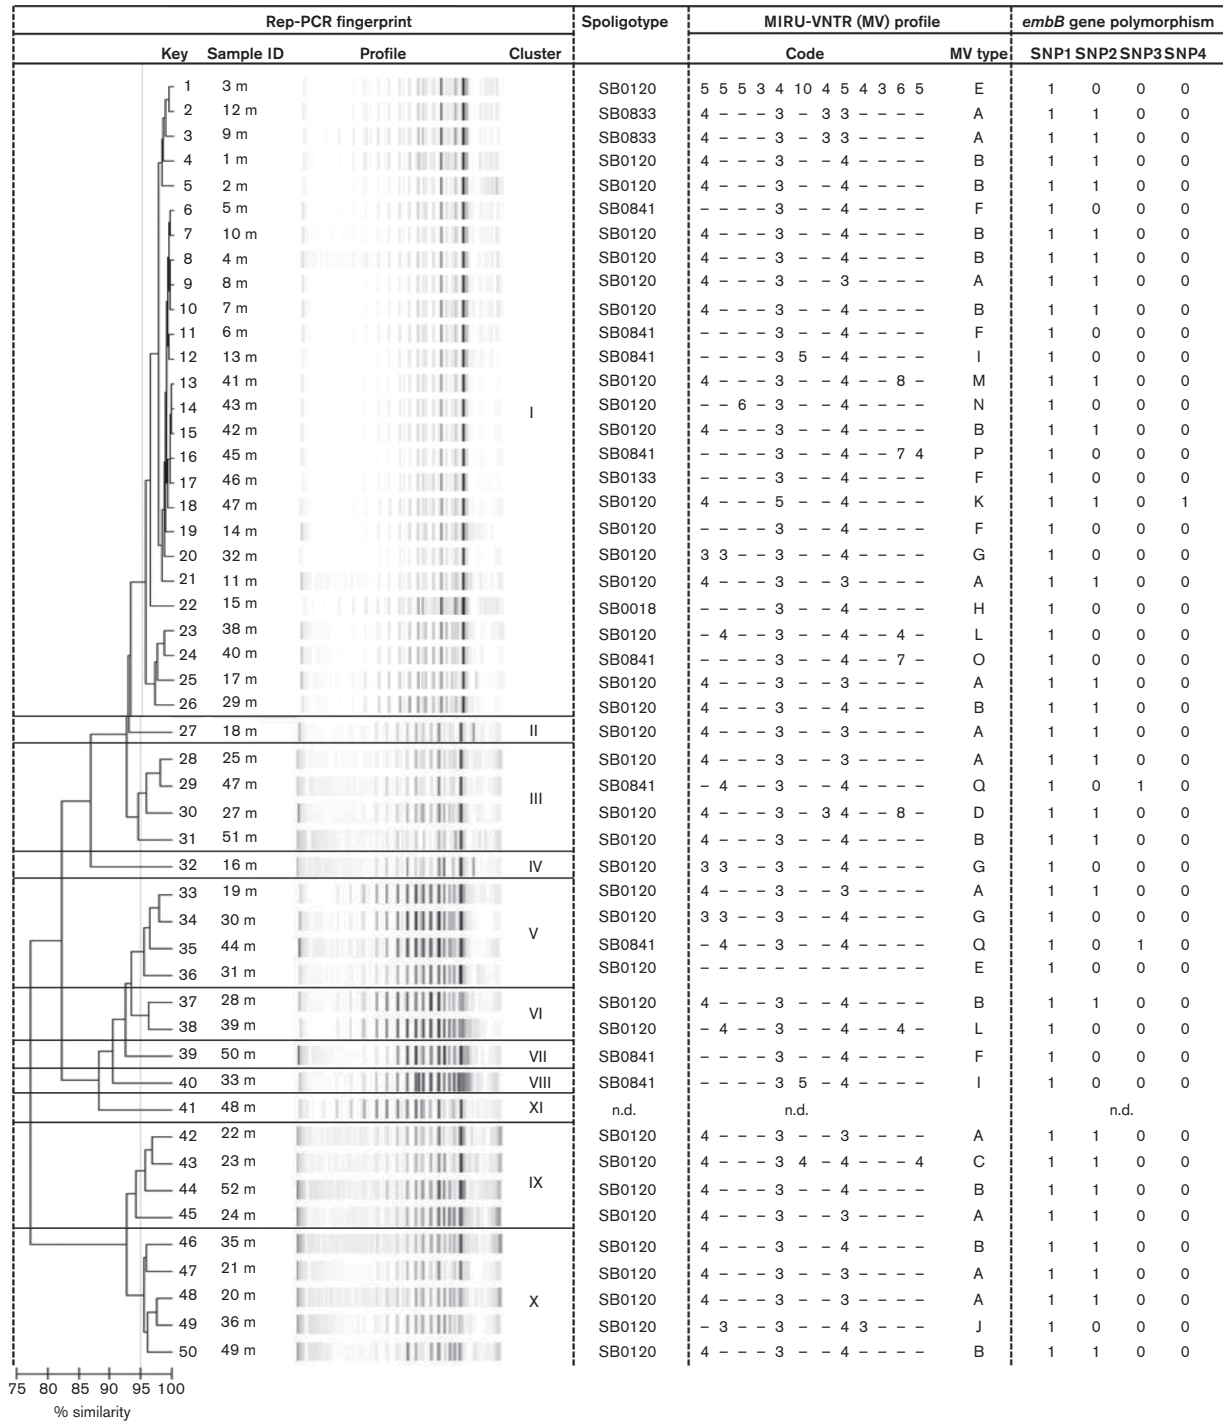 Rep-PCR fingerprint Spoligotype MIRU-VNTR (MV) profile embB gene polymorphism
Key Sample ID Profile Cluster Code MV type SNP1 SNP2 SNP3 SNP4
1 3 m SB0120 5 5 5 3 4 10 4 5 4 3 6 5 E 1 0 0 0
2 12 m SB0833 4 – – – 3 – 3 3 – – – – A 1 1 0 0
3 9 m SB0833 4 – – – 3 – 3 3 – – – – A 1 1 0 0
4 1 m SB0120 4 – – – 3 – – 4 – – – – B 1 1 0 0
5 2 m SB0120 4 – – – 3 – – 4 – – – – B 1 1 0 0
6 5 m SB0841 – – – – 3 – – 4 – – – – F 1 0 0 0
7 10 m SB0120 4 – – – 3 – – 4 – – – – B 1 1 0 0
8 4 m SB0120 4 – – – 3 – – 4 – – – – B 1 1 0 0
9 8 m SB0120 4 – – – 3 – – 3 – – – – A 1 1 0 0
10 7 m SB0120 4 – – – 3 – – 4 – – – – B 1 1 0 0
11 6 m SB0841 – – – – 3 – – 4 – – – – F 1 0 0 0
12 13 m SB0841 – – – – 3 5 – 4 – – – – I 1 0 0 0
13 41 m SB0120 4 – – – 3 – – 4 – – 8 – M 1 1 0 0
14 43 m I SB0120 – – 6 – 3 – – 4 – – – – N 1 0 0 0
15 42 m SB0120 4 – – – 3 – – 4 – – – – B 1 1 0 0
16 45 m SB0841 – – – – 3 – – 4 – – 7 4 P 1 0 0 0
17 46 m SB0133 – – – – 3 – – 4 – – – – F 1 0 0 0
18 47 m SB0120 4 – – – 5 – – 4 – – – – K 1 1 0 1
19 14 m SB0120 – – – – 3 – – 4 – – – – F 1 0 0 0
20 32 m SB0120 3 3 – – 3 – – 4 – – – – G 1 0 0 0
21 11 m SB0120 4 – – – 3 – – 3 – – – – A 1 1 0 0
22 15 m SB0018 – – – – 3 – – 4 – – – – H 1 0 0 0
23 38 m SB0120 – 4 – – 3 – – 4 – – 4 – L 1 0 0 0
24 40 m SB0841 – – – – 3 – – 4 – – 7 – O 1 0 0 0
25 17 m SB0120 4 – – – 3 – – 3 – – – – A 1 1 0 0
26 29 m SB0120 4 – – – 3 – – 4 – – – – B 1 1 0 0
27 18 m II SB0120 4 – – – 3 – – 3 – – – – A 1 1 0 0
28 25 m SB0120 4 – – – 3 – – 3 – – – – A 1 1 0 0
29 47 m III SB0841 – 4 – – 3 – – 4 – – – – Q 1 0 1 0
30 27 m SB0120 4 – – – 3 – 3 4 – – 8 – D 1 1 0 0
31 51 m SB0120 4 – – – 3 – – 4 – – – – B 1 1 0 0
32 16 m IV SB0120 3 3 – – 3 – – 4 – – – – G 1 0 0 0
33 19 m SB0120 4 – – – 3 – – 3 – – – – A 1 1 0 0
34 30 m V SB0120 3 3 – – 3 – – 4 – – – – G 1 0 0 0
35 44 m SB0841 – 4 – – 3 – – 4 – – – – Q 1 0 1 0
36 31 m SB0120 – – – – – – – – – – – – E 1 0 0 0
37 28 m VI SB0120 4 – – – 3 – – 4 – – – – B 1 1 0 0
38 39 m SB0120 – 4 – – 3 – – 4 – – 4 – L 1 0 0 0
39 50 m VII SB0841 – – – – 3 – – 4 – – – – F 1 0 0 0
40 33 m VIII SB0841 – – – – 3 5 – 4 – – – – I 1 0 0 0
41 48 m XI n.d. n.d. n.d.
42 22 m SB0120 4 – – – 3 – – 3 – – – – A 1 1 0 0
43 23 m IX SB0120 4 – – – 3 4 – 4 – – – 4 C 1 1 0 0
44 52 m SB0120 4 – – – 3 – – 4 – – – – B 1 1 0 0
45 24 m SB0120 4 – – – 3 – – 3 – – – – A 1 1 0 0
46 35 m SB0120 4 – – – 3 – – 4 – – – – B 1 1 0 0
47 21 m SB0120 4 – – – 3 – – 3 – – – – A 1 1 0 0
48 20 m X SB0120 4 – – – 3 – – 3 – – – – A 1 1 0 0
49 36 m SB0120 – 3 – – 3 – – 4 3 – – – J 1 0 0 0
50 49 m SB0120 4 – – – 3 – – 4 – – – – B 1 1 0 0
75 80 85 90 95 100
% similarity